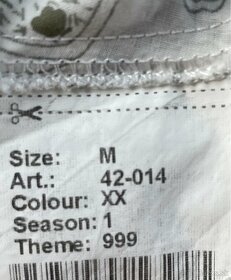 Size: M
Art.: 42-014
Colour: XX
Season: 1
Theme: 999